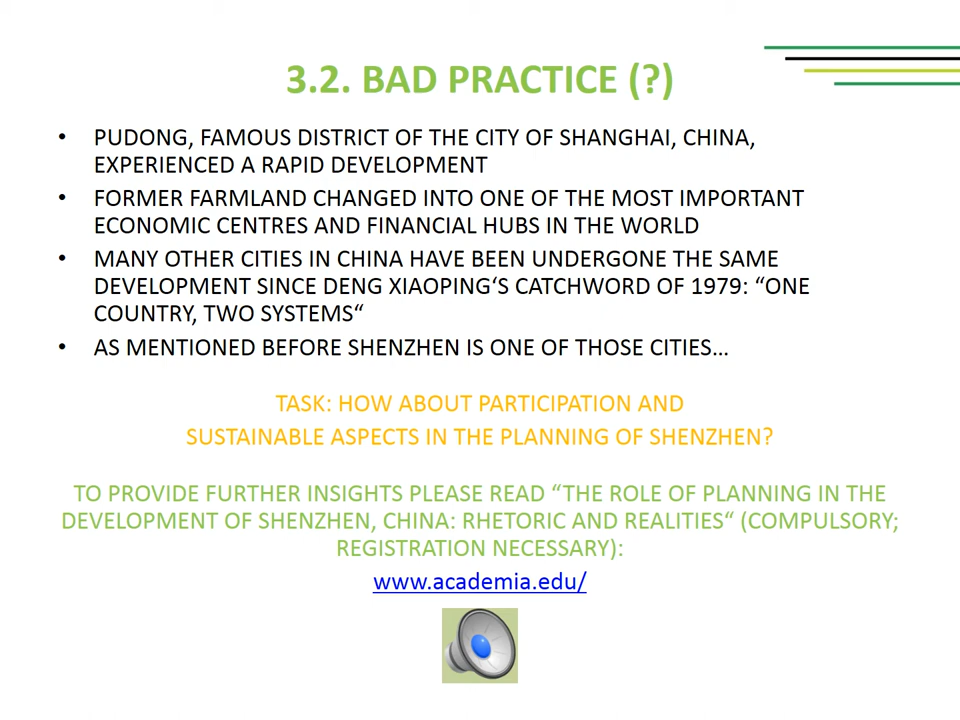 3.2. BAD PRACTICE (?)
• PUDONG, FAMOUS DISTRICT OF THE CITY OF SHANGHAI, CHINA,
EXPERIENCED A RAPID DEVELOPMENT
• FORMER FARMLAND CHANGED INTO ONE OF THE MOST IMPORTANT
ECONOMIC CENTRES AND FINANCIAL HUBS IN THE WORLD
• MANY OTHER CITIES IN CHINA HAVE BEEN UNDERGONE THE SAME
DEVELOPMENT SINCE DENG XIAOPING‘S CATCHWORD OF 1979: “ONE
COUNTRY, TWO SYSTEMS“
• AS MENTIONED BEFORE SHENZHEN IS ONE OF THOSE CITIES…
TASK: HOW ABOUT PARTICIPATION AND
SUSTAINABLE ASPECTS IN THE PLANNING OF SHENZHEN?
TO PROVIDE FURTHER INSIGHTS PLEASE READ “THE ROLE OF PLANNING IN THE
DEVELOPMENT OF SHENZHEN, CHINA: RHETORIC AND REALITIES“ (COMPULSORY;
REGISTRATION NECESSARY):
www.academia.edu/